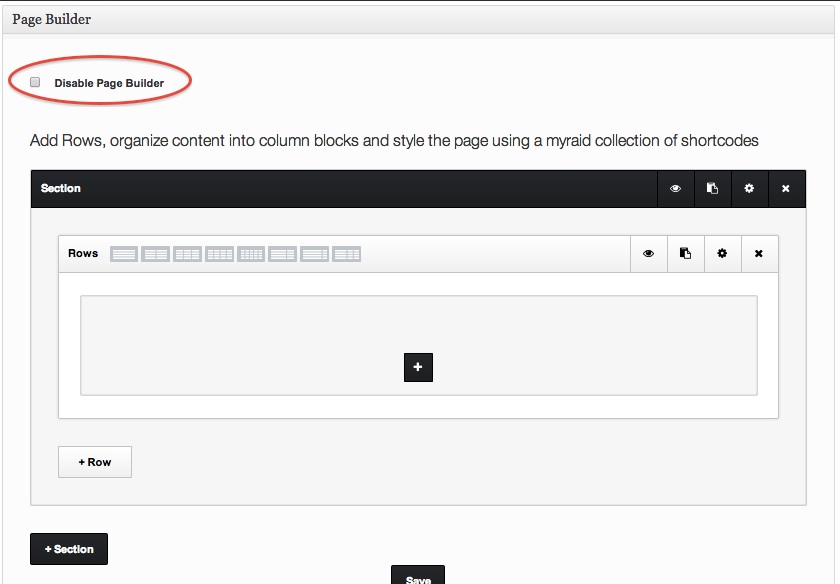 Page Builder
Disable Page Builder
Add Rows, organize content into column blocks and style the page using a myraid collection of shortcodes
Section
Rows
+
+ Row
+ Section
Save